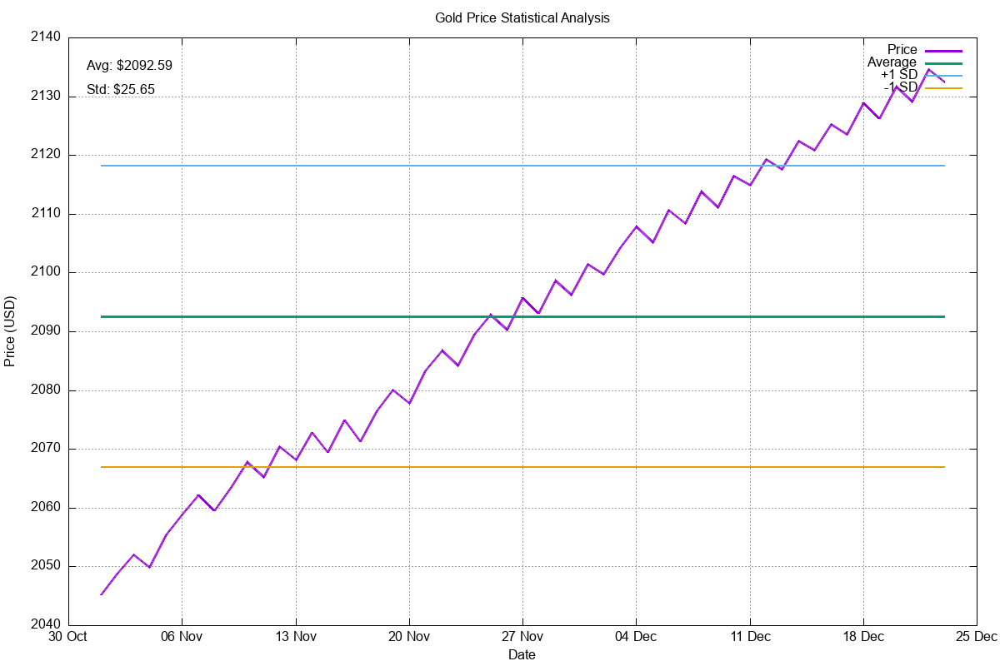 Gold Price Statistical Analysis
Avg: $2092.59
Std: $25.65
Price
Average
+1 SD
-1 SD
2140
2130
2120
2110
2100
2090
2080
2070
2060
2050
2040
Price (USD)
30 Oct 06 Nov 13 Nov 20 Nov 27 Nov 04 Dec 11 Dec 18 Dec 25 Dec
Date